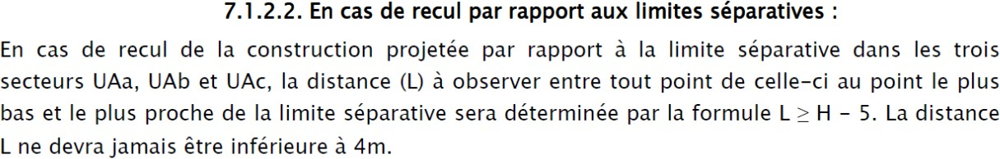 7.1.2.2. En cas de recul par rapport aux limites séparatives :
En cas de recul de la construction projetée par rapport à la limite séparative dans les trois
secteurs UAa, UAb et UAc, la distance (L) à observer entre tout point de celle-ci au point le plus
bas et le plus proche de la limite séparative sera déterminée par la formule L ≥ H - 5. La distance
L ne devra jamais être inférieure à 4m.